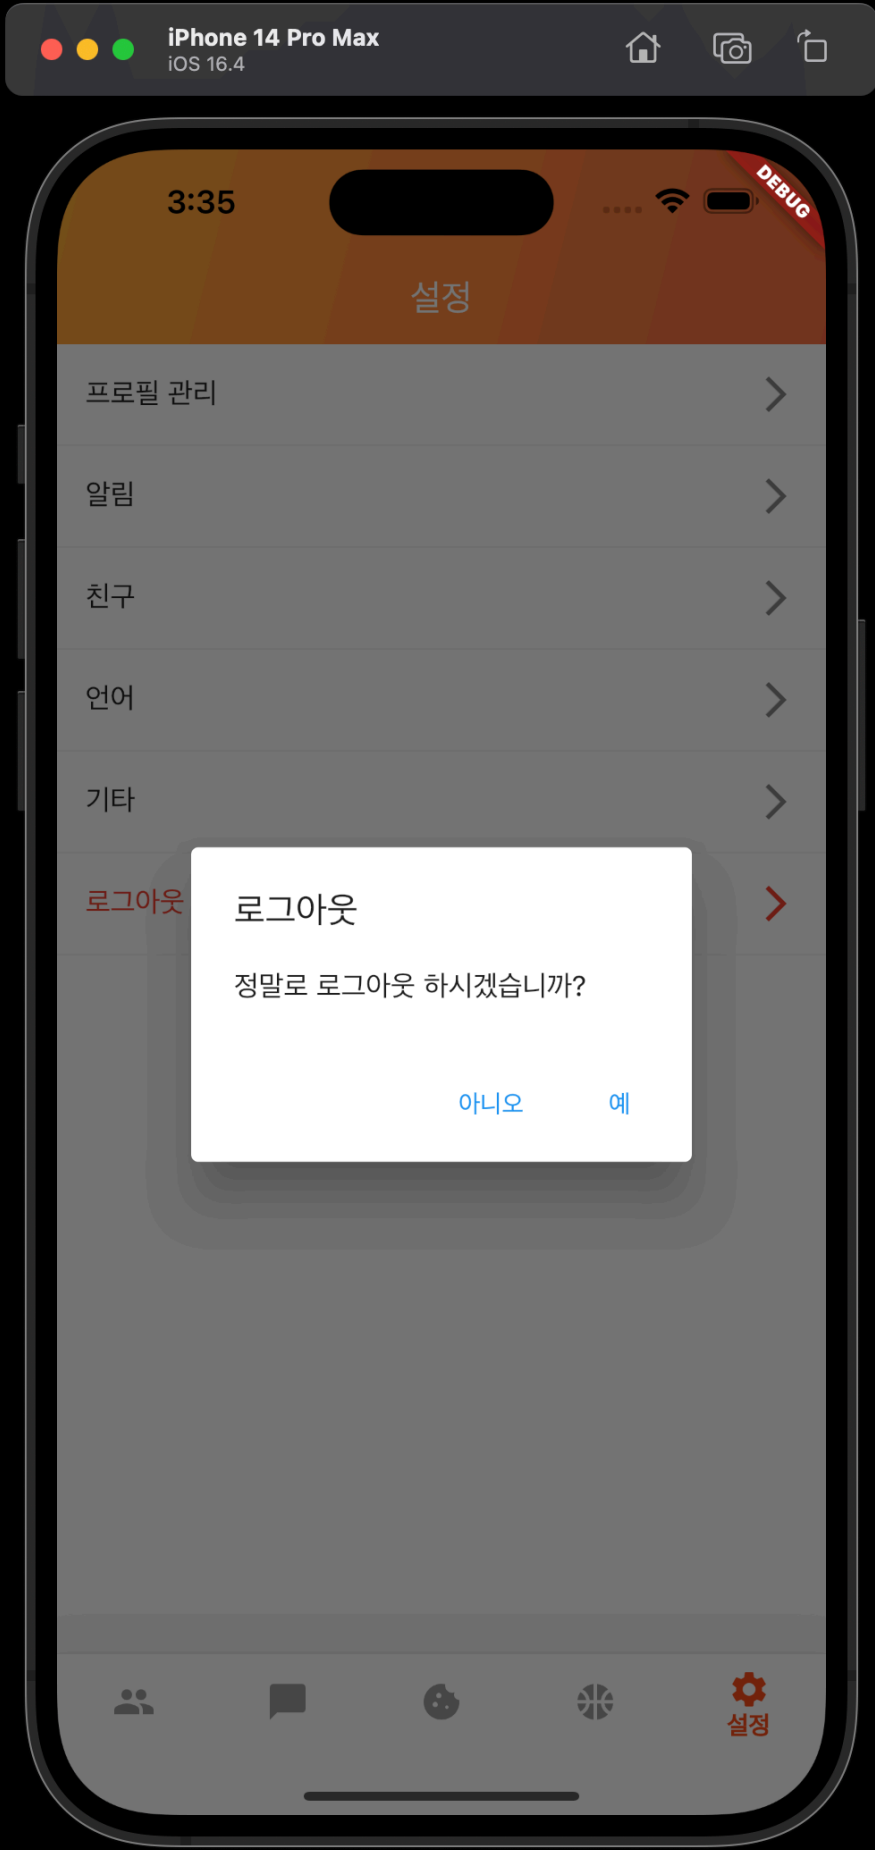 iPhone 14 Pro Max
iOS 16.4
3:35
DEBUG
설정
프로필 관리
알림
친구
언어
기타
로그아웃
로그아웃
정말로 로그아웃 하시겠습니까?
아니오 예
설정